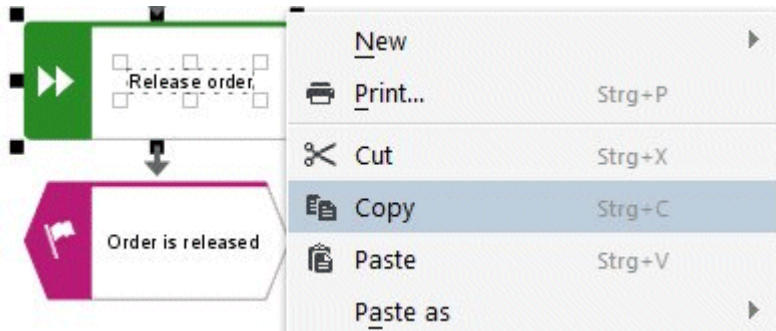 Release order
Order is released
New
Print... Strg+P
Cut Strg+X
Copy Strg+C
Paste Strg+V
Paste as